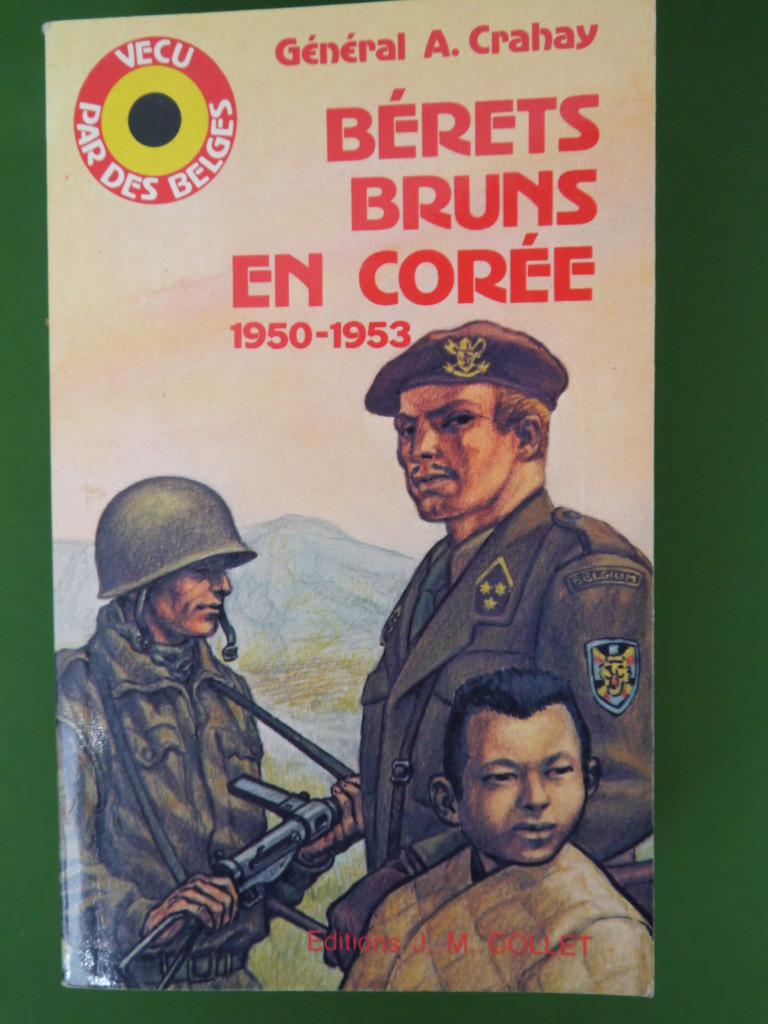 VECU
PAR DES BELGES
Général A. Crahay
BÉRETS
BRUNS
EN CORÉE
1950-1953
BELGIUM
Editions J. M. COLLET